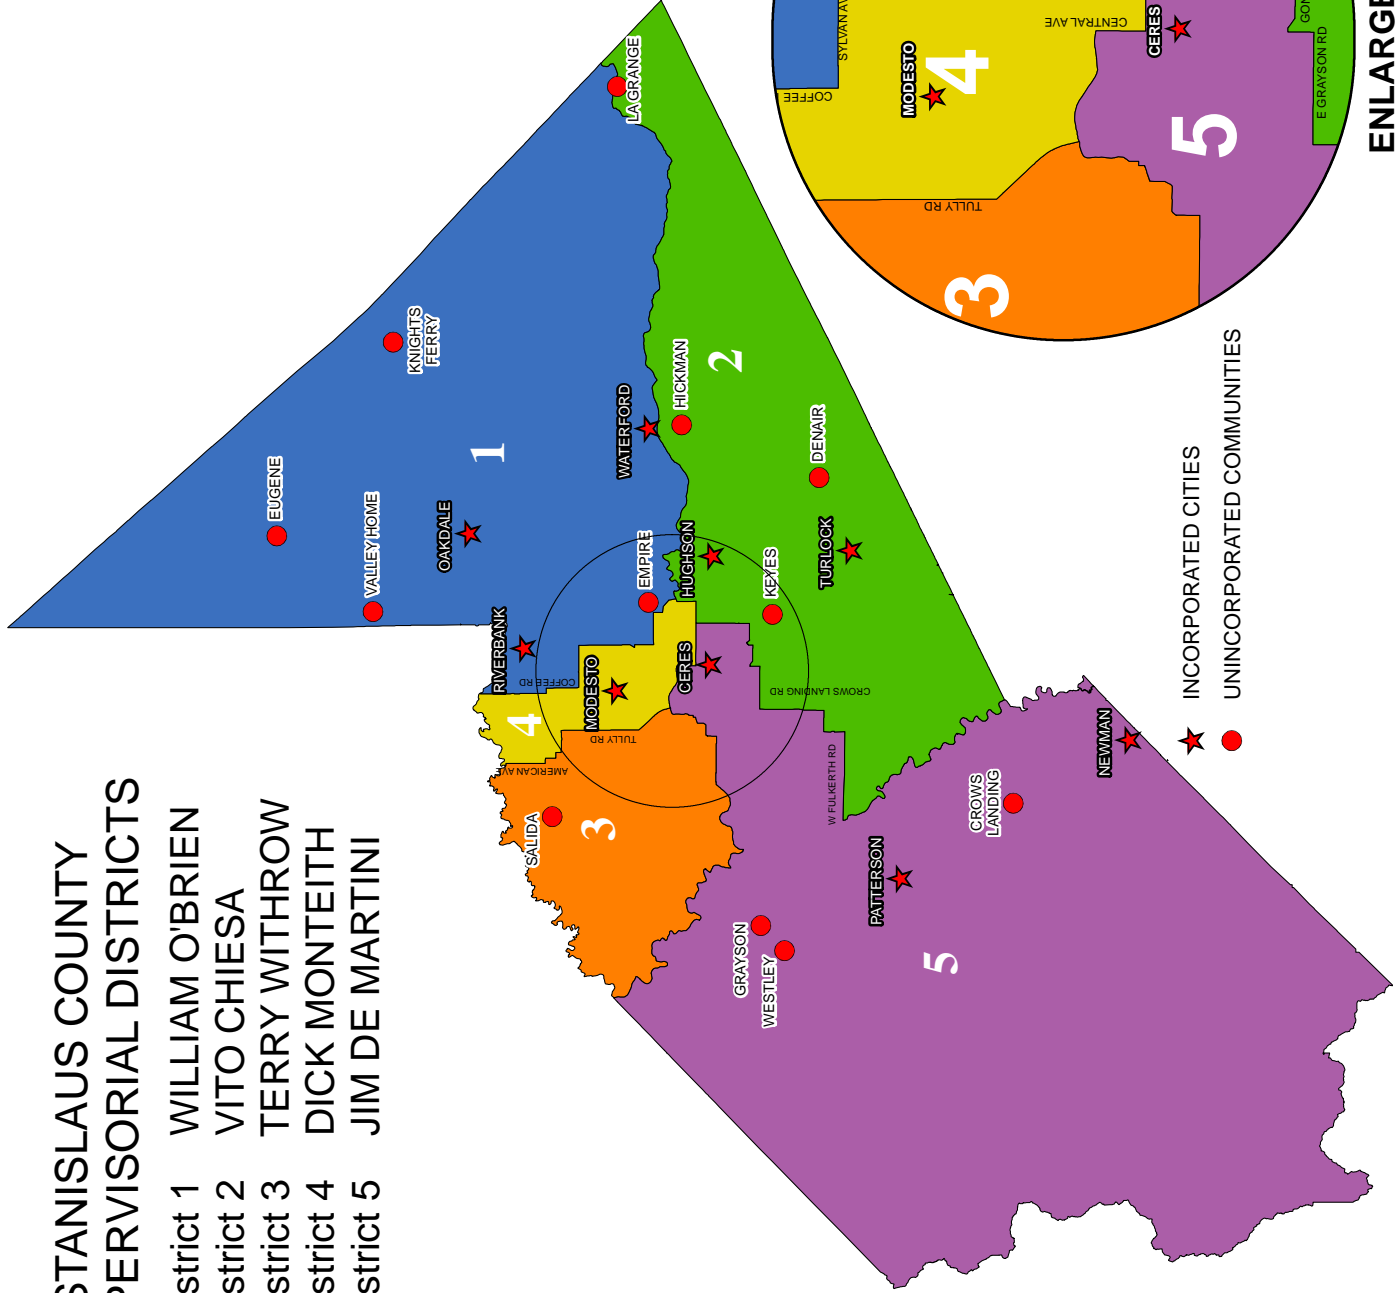 STANISLAUS COUNTY
PERVISORIAL DISTRICTS
strict 1 WILLIAM O'BRIEN
strict 2 VITO CHIESA
strict 3 TERRY WITHROW
strict 4 DICK MONTEITH
strict 5 JIM DE MARTINI
EUGENE
VALLEY HOME
KNIGHTS
FERRY
OAKDALE
1
RIVERBANK
LA GRANGE
WATERFORD
EMPIRE
HICKMAN
2
HUGHSON
KEYES
DENAIR
TURLOCK
COFFEE RD
4
MODESTO
CERES
TULLY RD
AMERICAN AVE
SALIDA
3
CROWS LANDING RD
W FULKERTH RD
GRAYSON
WESTLEY
PATTERSON
5
CROWS
LANDING
NEWMAN
INCORPORATED CITIES
UNINCORPORATED COMMUNITIES
COFFEE
SYLVAN AV
MODESTO
4
TULLY RD
3
CENTRAL AVE
CERES
5
GON
E GRAYSON RD
ENLARGE